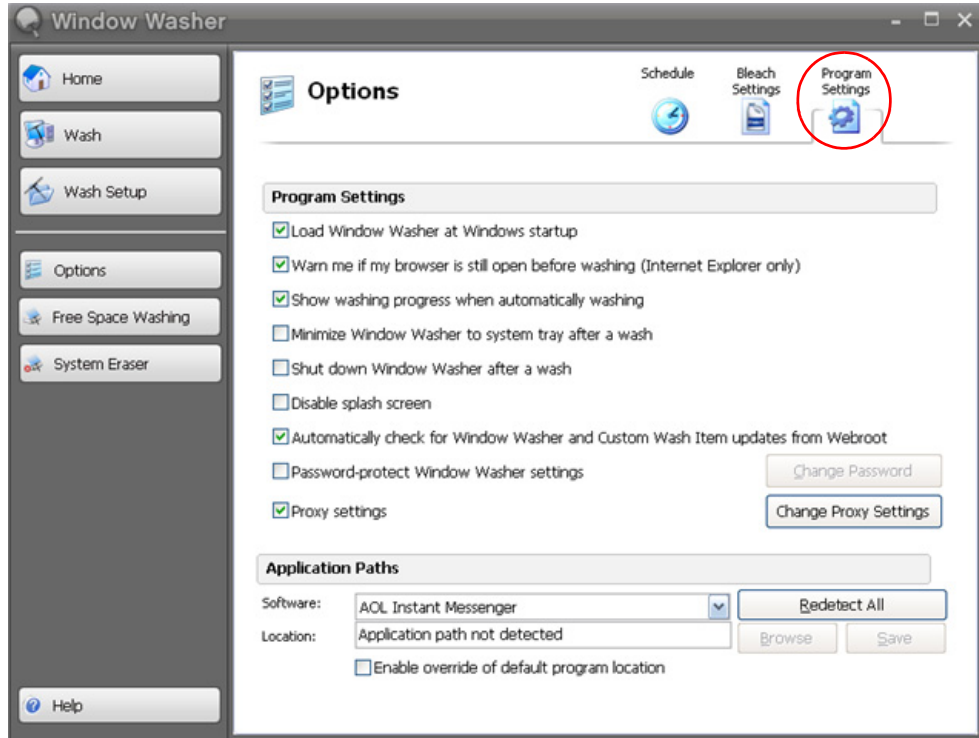 Window Washer
Home
Wash
Wash Setup
Options
Free Space Washing
System Eraser
Help
Options
Schedule
Bleach
Settings
Program
Settings
Program Settings
Load Window Washer at Windows startup
Warn me if my browser is still open before washing (Internet Explorer only)
Show washing progress when automatically washing
Minimize Window Washer to system tray after a wash
Shut down Window Washer after a wash
Disable splash screen
Automatically check for Window Washer and Custom Wash Item updates from Webroot
Password-protect Window Washer settings
Change Password
Proxy settings
Change Proxy Settings
Application Paths
Software:
AOL Instant Messenger
Redetect All
Location:
Application path not detected
Browse
Save
Enable override of default program location